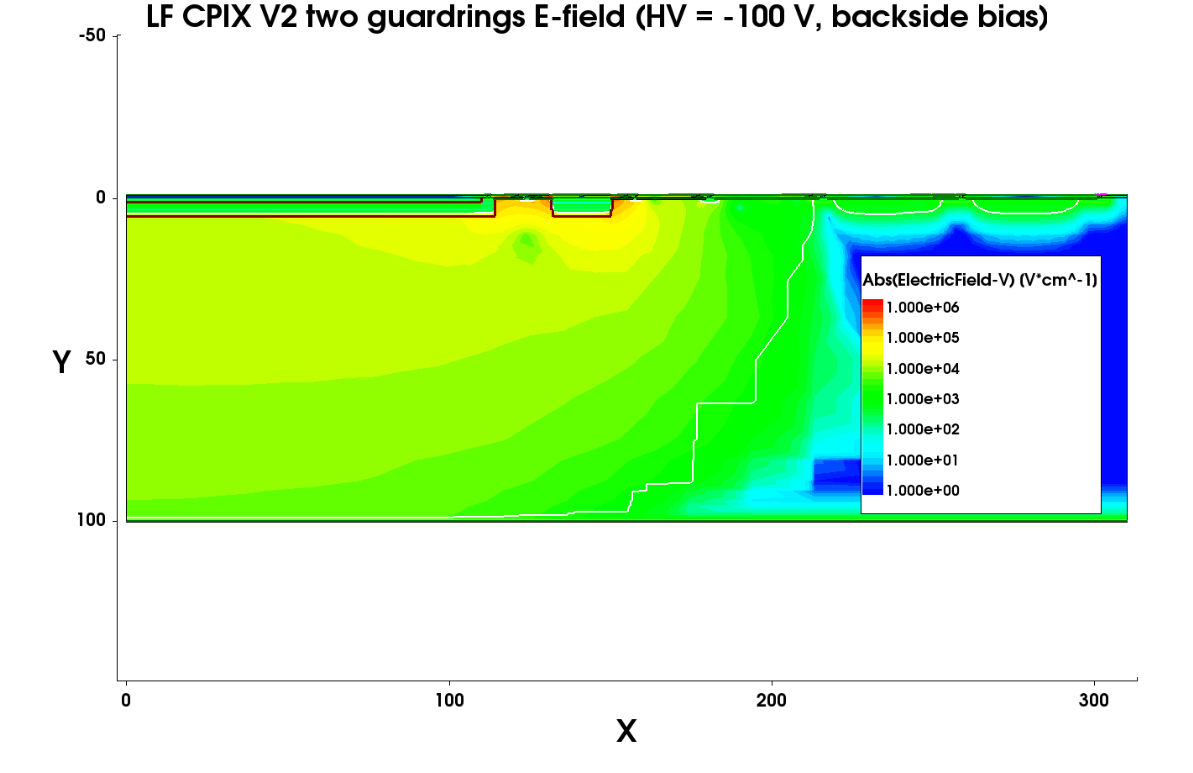 LF CPIX V2 two guardrings E-field (HV = -100 V, backside bias)
-50
0
50
100
Y
Abs(ElectricField-V) (V*cm^-1)
1.000e+06
1.000e+05
1.000e+04
1.000e+03
1.000e+02
1.000e+01
1.000e+00
0
100
200
300
X